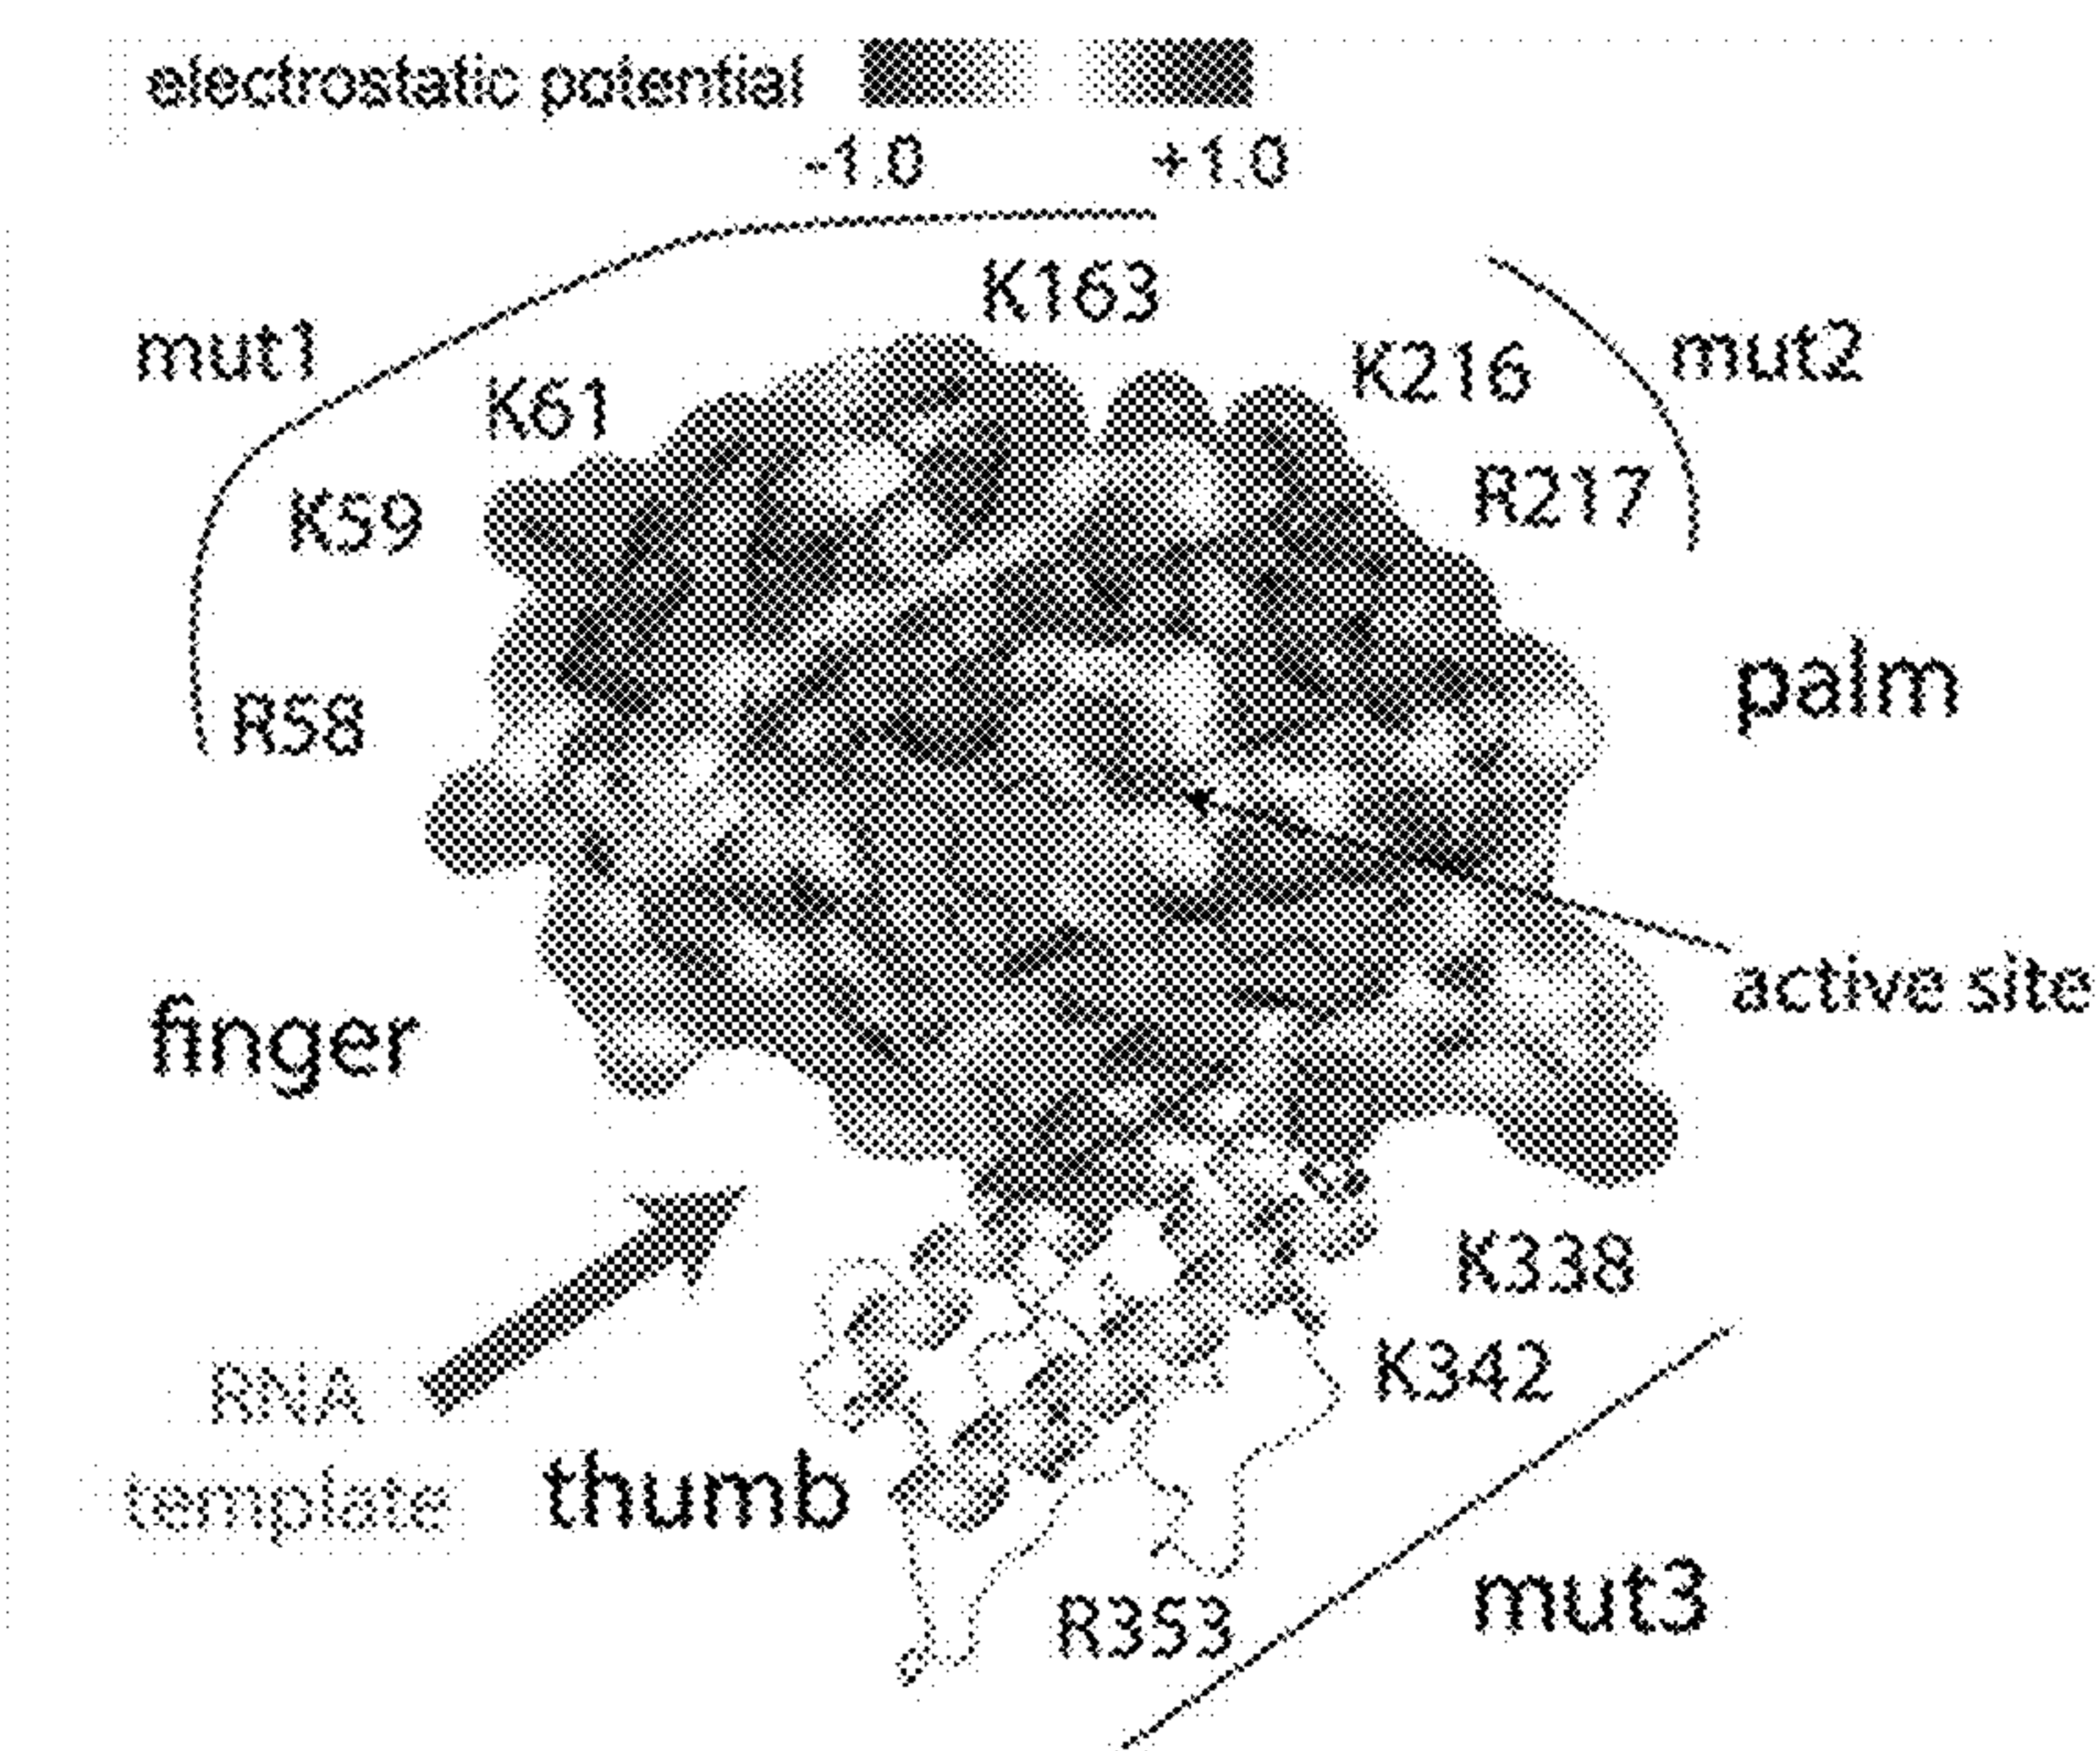 electrostatic potential
-1.0 +1.0
K163
mut1
K216
mut2
K61
R217
K59
palm
R58
active site
finger
K338
K342
RNA
template
thumb
mut3
R353